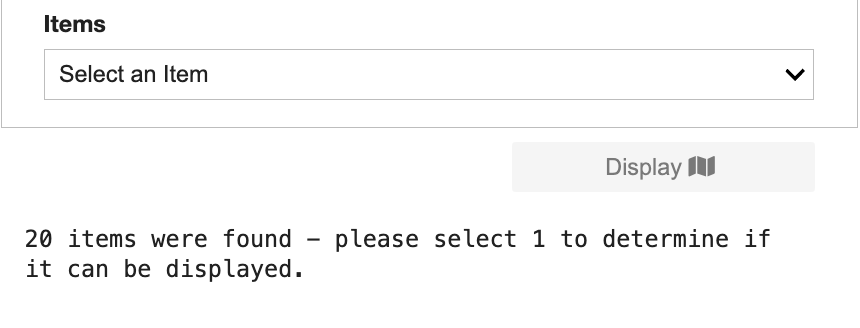 Items
Select an Item
Display
20 items were found – please select 1 to determine if
it can be displayed.